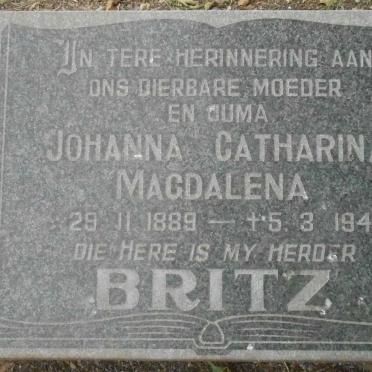 IN TERE HERINNERING AAN
ONS DIERBARE MOEDER
EN OUMA
JOHANNA CATHARINA
MAGDALENA
29 11 1889 — +5 3 194
DIE HERE IS MY HERDER
BRITZ